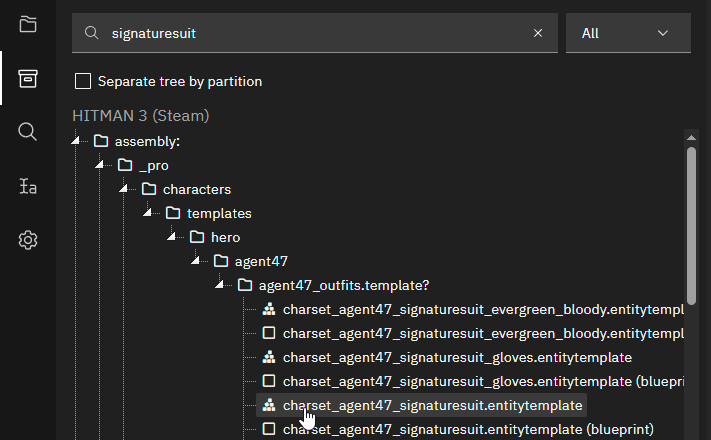 signaturesuit
All
Separate tree by partition
HITMAN 3 (Steam)
assembly:
_pro
characters
templates
hero
agent47
agent47_outfits.template?
charset_agent47_signaturesuit_evergreen_bloody.entitytempl
charset_agent47_signaturesuit_evergreen_bloody.entitytempl
charset_agent47_signaturesuit_gloves.entitytemplate
charset_agent47_signaturesuit_gloves.entitytemplate (bluepri
charset_agent47_signaturesuit.entitytemplate
charset_agent47_signaturesuit.entitytemplate (blueprint)